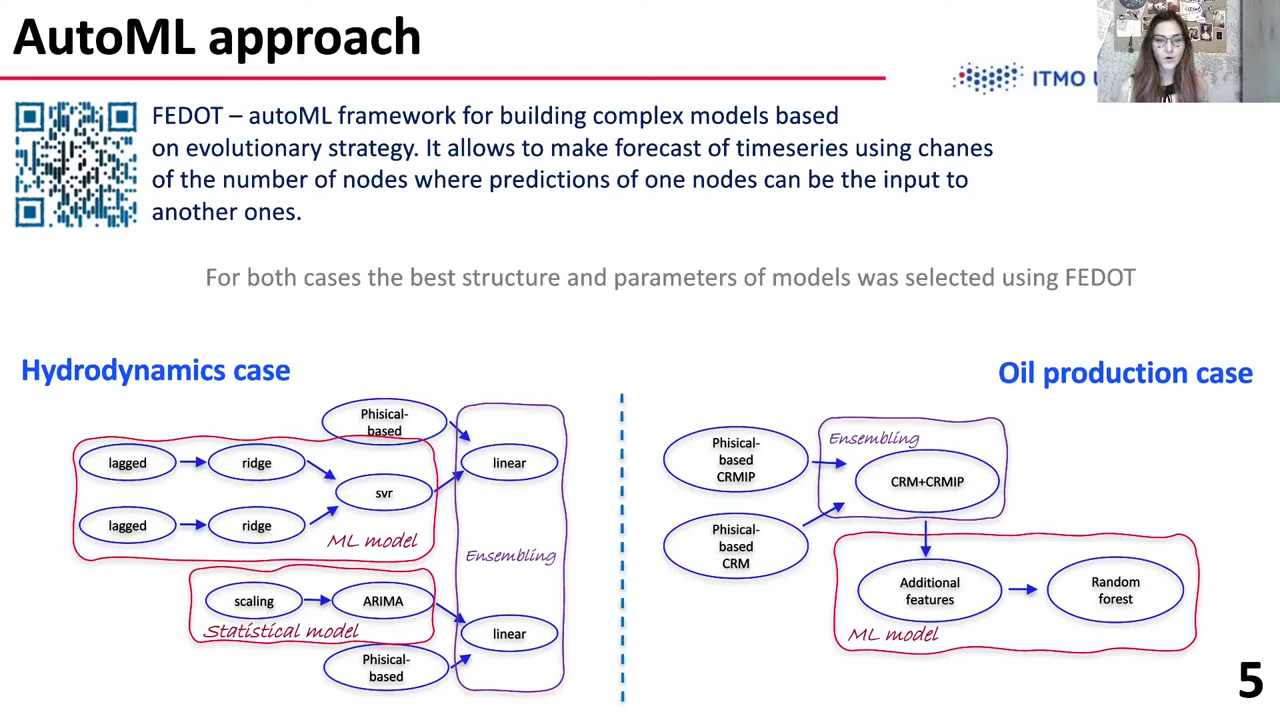 AutoML approach
ITMO
FEDOT – autoML framework for building complex models based
on evolutionary strategy. It allows to make forecast of timeseries using chanes
of the number of nodes where predictions of one nodes can be the input to
another ones.
For both cases the best structure and parameters of models was selected using FEDOT
Hydrodynamics case
Phisical-
based
lagged
ridge
linear
svr
lagged
ridge
ML model
Ensembling
scaling
ARIMA
Statistical model
linear
Phisical-
based
Oil production case
Ensembling
Phisical-
based
CRMIP
CRM+CRMIP
Phisical-
based
CRM
Additional
features
Random
forest
ML model
5